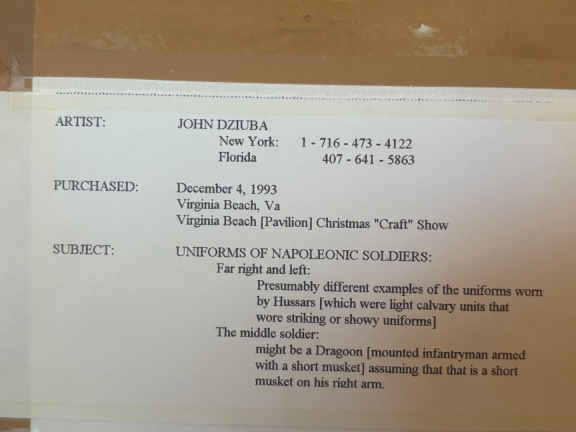 ARTIST: JOHN DZIUBA
New York: 1 - 716 - 473 - 4122
Florida 407 - 641 - 5863
PURCHASED: December 4, 1993
Virginia Beach, Va
Virginia Beach [Pavilion] Christmas "Craft" Show
SUBJECT: UNIFORMS OF NAPOLEONIC SOLDIERS:
Far right and left:
Presumably different examples of the uniforms worn
by Hussars [which were light calvary units that
wore striking or showy uniforms]
The middle soldier:
might be a Dragoon [mounted infantryman armed
with a short musket] assuming that that is a short
musket on his right arm.